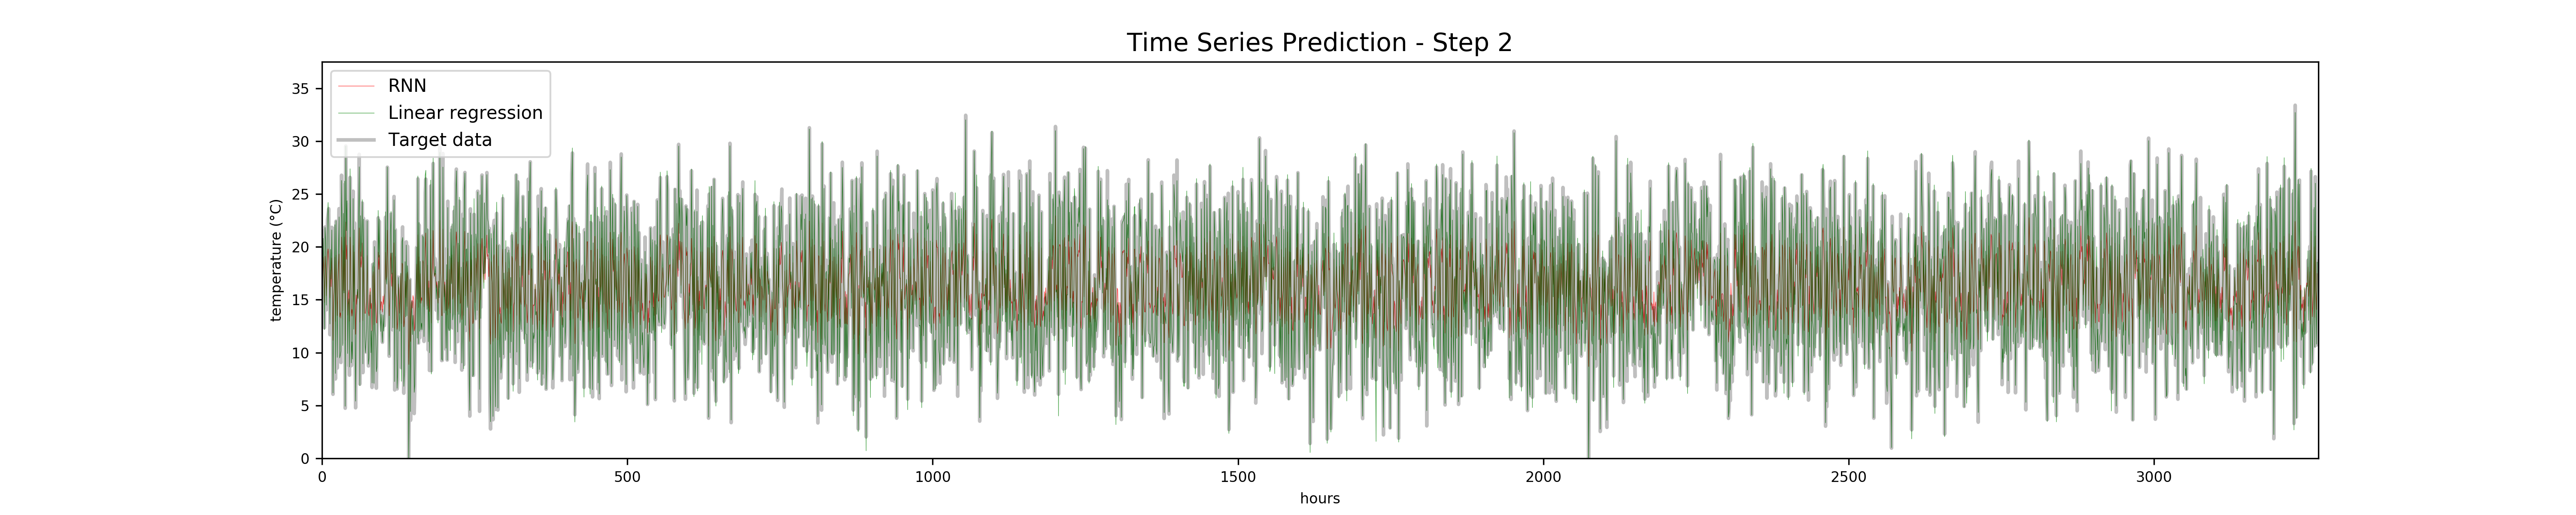 Time Series Prediction - Step 2
RNN
Linear regression
Target data
35
30
25
20
15
10
5
0
temperature (°C)
0 500 1000 1500 2000 2500 3000
hours